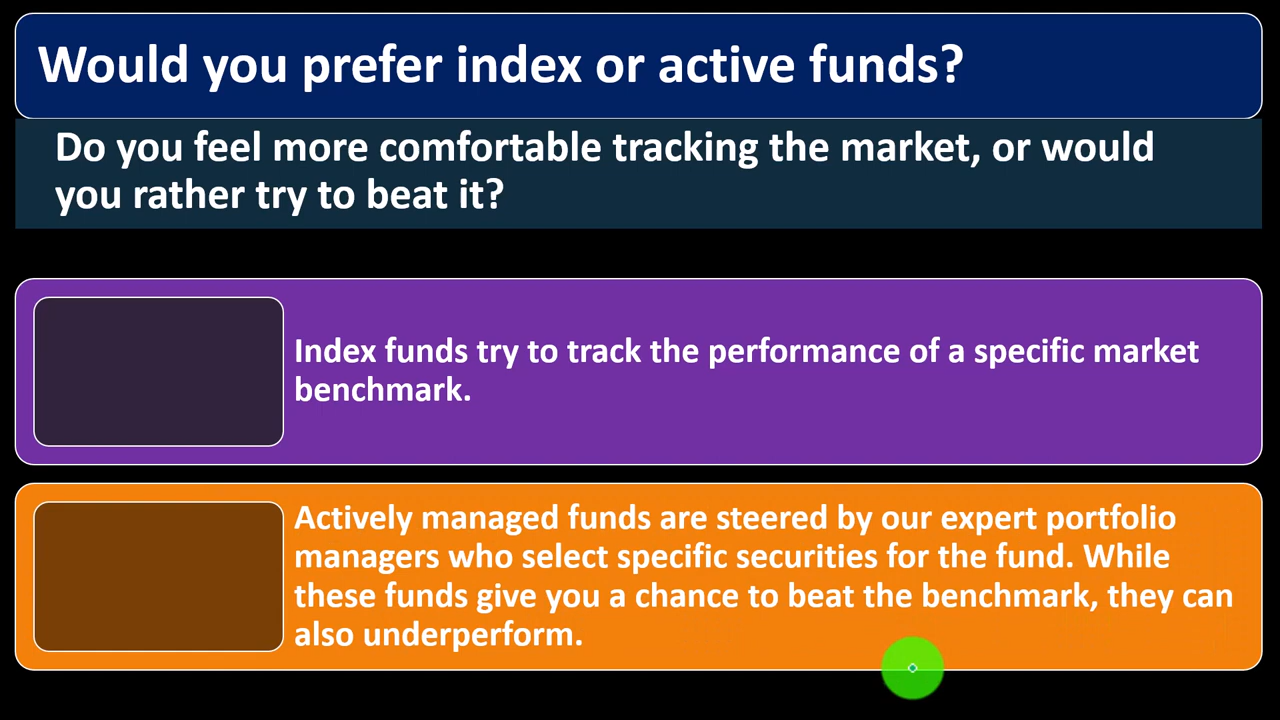 Would you prefer index or active funds?
Do you feel more comfortable tracking the market, or would
you rather try to beat it?
Index funds try to track the performance of a specific market
benchmark.
Actively managed funds are steered by our expert portfolio
managers who select specific securities for the fund. While
these funds give you a chance to beat the benchmark, they can
also underperform.